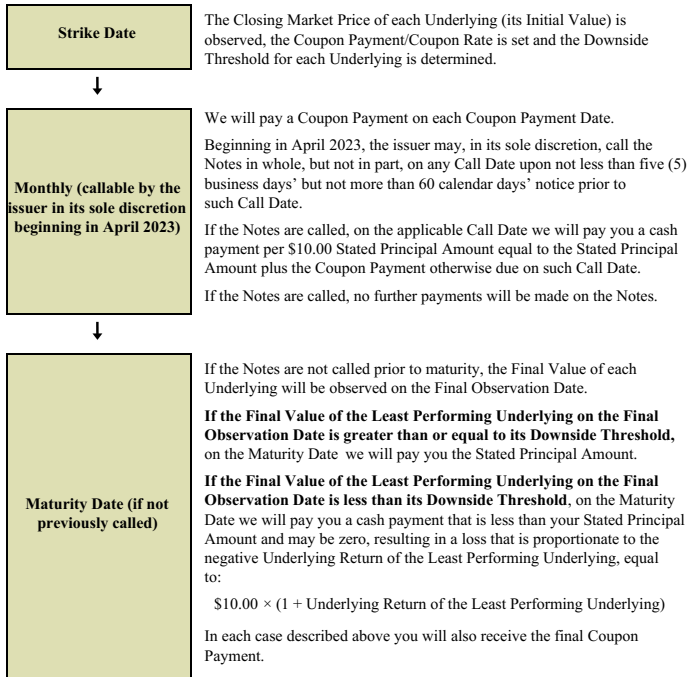 Strike Date
The Closing Market Price of each Underlying (its Initial Value) is
observed, the Coupon Payment/Coupon Rate is set and the Downside
Threshold for each Underlying is determined.
Monthly (callable by the
issuer in its sole discretion
beginning in April 2023)
We will pay a Coupon Payment on each Coupon Payment Date.
Beginning in April 2023, the issuer may, in its sole discretion, call the
Notes in whole, but not in part, on any Call Date upon not less than five (5)
business days’ but not more than 60 calendar days’ notice prior to
such Call Date.
If the Notes are called, on the applicable Call Date we will pay you a cash
payment per $10.00 Stated Principal Amount equal to the Stated Principal
Amount plus the Coupon Payment otherwise due on such Call Date.
If the Notes are called, no further payments will be made on the Notes.
Maturity Date (if not
previously called)
If the Notes are not called prior to maturity, the Final Value of each
Underlying will be observed on the Final Observation Date.
If the Final Value of the Least Performing Underlying on the Final
Observation Date is greater than or equal to its Downside Threshold,
on the Maturity Date we will pay you the Stated Principal Amount.
If the Final Value of the Least Performing Underlying on the Final
Observation Date is less than its Downside Threshold, on the Maturity
Date we will pay you a cash payment that is less than your Stated Principal
Amount and may be zero, resulting in a loss that is proportionate to the
negative Underlying Return of the Least Performing Underlying, equal
to:
$10.00 × (1 + Underlying Return of the Least Performing Underlying)
In each case described above you will also receive the final Coupon
Payment.